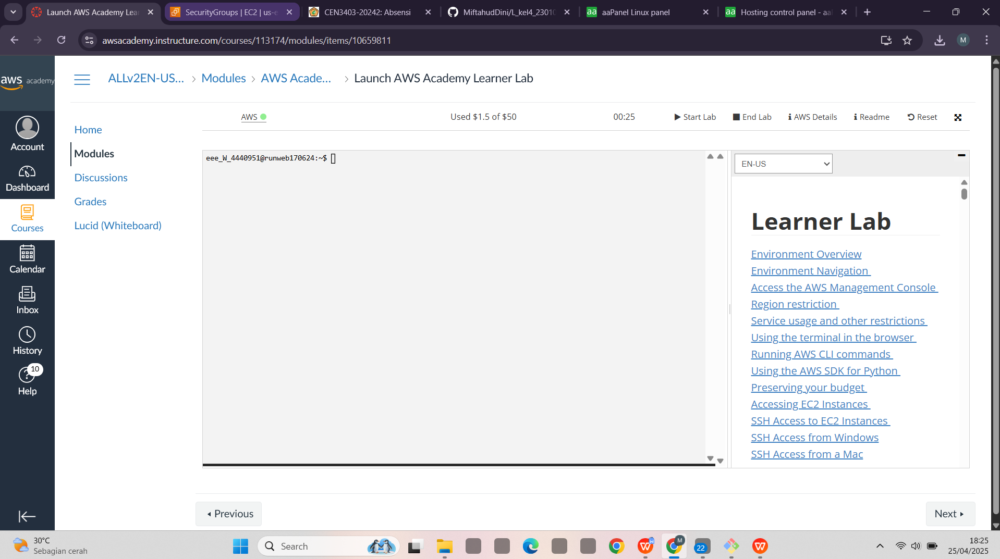 Launch AWS Academy Lea
SecurityGroups | EC2 | us-e
CEN3403-20242: Absensi
MiftahudDini/L_kel4_2301
aa aaPanel Linux panel
aa Hosting control panel - aa
awsacademy.instructure.com/courses/113174/modules/items/10659811
M
aws academy
ALLv2EN-US... > Modules > AWS Acade... > Launch AWS Academy Learner Lab
AWS
Used $1.5 of $50
00:25
Start Lab
End Lab
AWS Details
Readme
Reset
Account
Dashboard
Courses
Calendar
Inbox
History
10
Help
Home
Modules
Discussions
Grades
Lucid (Whiteboard)
eee_W_4440951@runweb170624:~$
EN-US
Learner Lab
Environment Overview
Environment Navigation
Access the AWS Management Console
Region restriction
Service usage and other restrictions
Using the terminal in the browser
Running AWS CLI commands
Using the AWS SDK for Python
Preserving your budget
Accessing EC2 Instances
SSH Access to EC2 Instances
SSH Access from Windows
SSH Access from a Mac
Previous
Next
30°C
Sebagian cerah
Search
M
22
18:25
25/04/2025